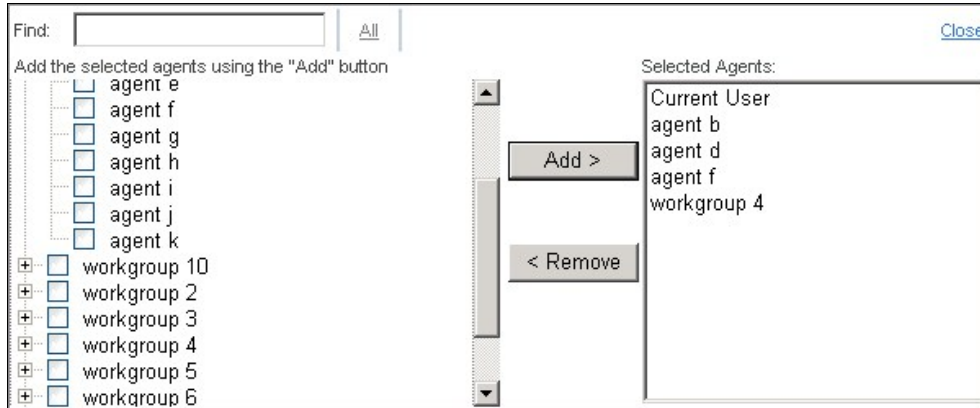 Find:
All
Close
Add the selected agents using the "Add" button
Selected Agents:
agent e
agent f
agent g
agent h
agent i
agent j
agent k
workgroup 10
workgroup 2
workgroup 3
workgroup 4
workgroup 5
workgroup 6
Add >
< Remove
Current User
agent b
agent d
agent f
workgroup 4